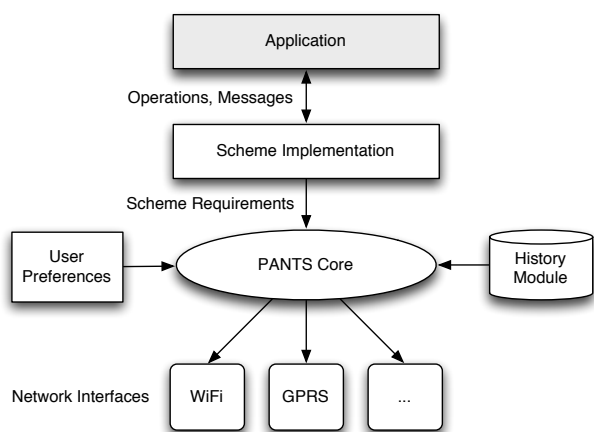 Application
Operations, Messages
Scheme Implementation
Scheme Requirements
User
Preferences
PANTS Core
History
Module
Network Interfaces
WiFi
GPRS
...